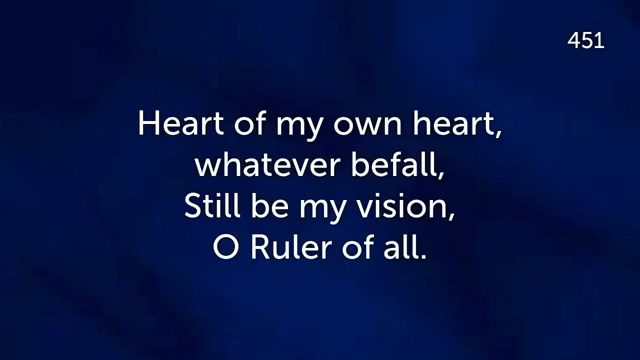 451
Heart of my own heart,
whatever befall,
Still be my vision,
O Ruler of all.